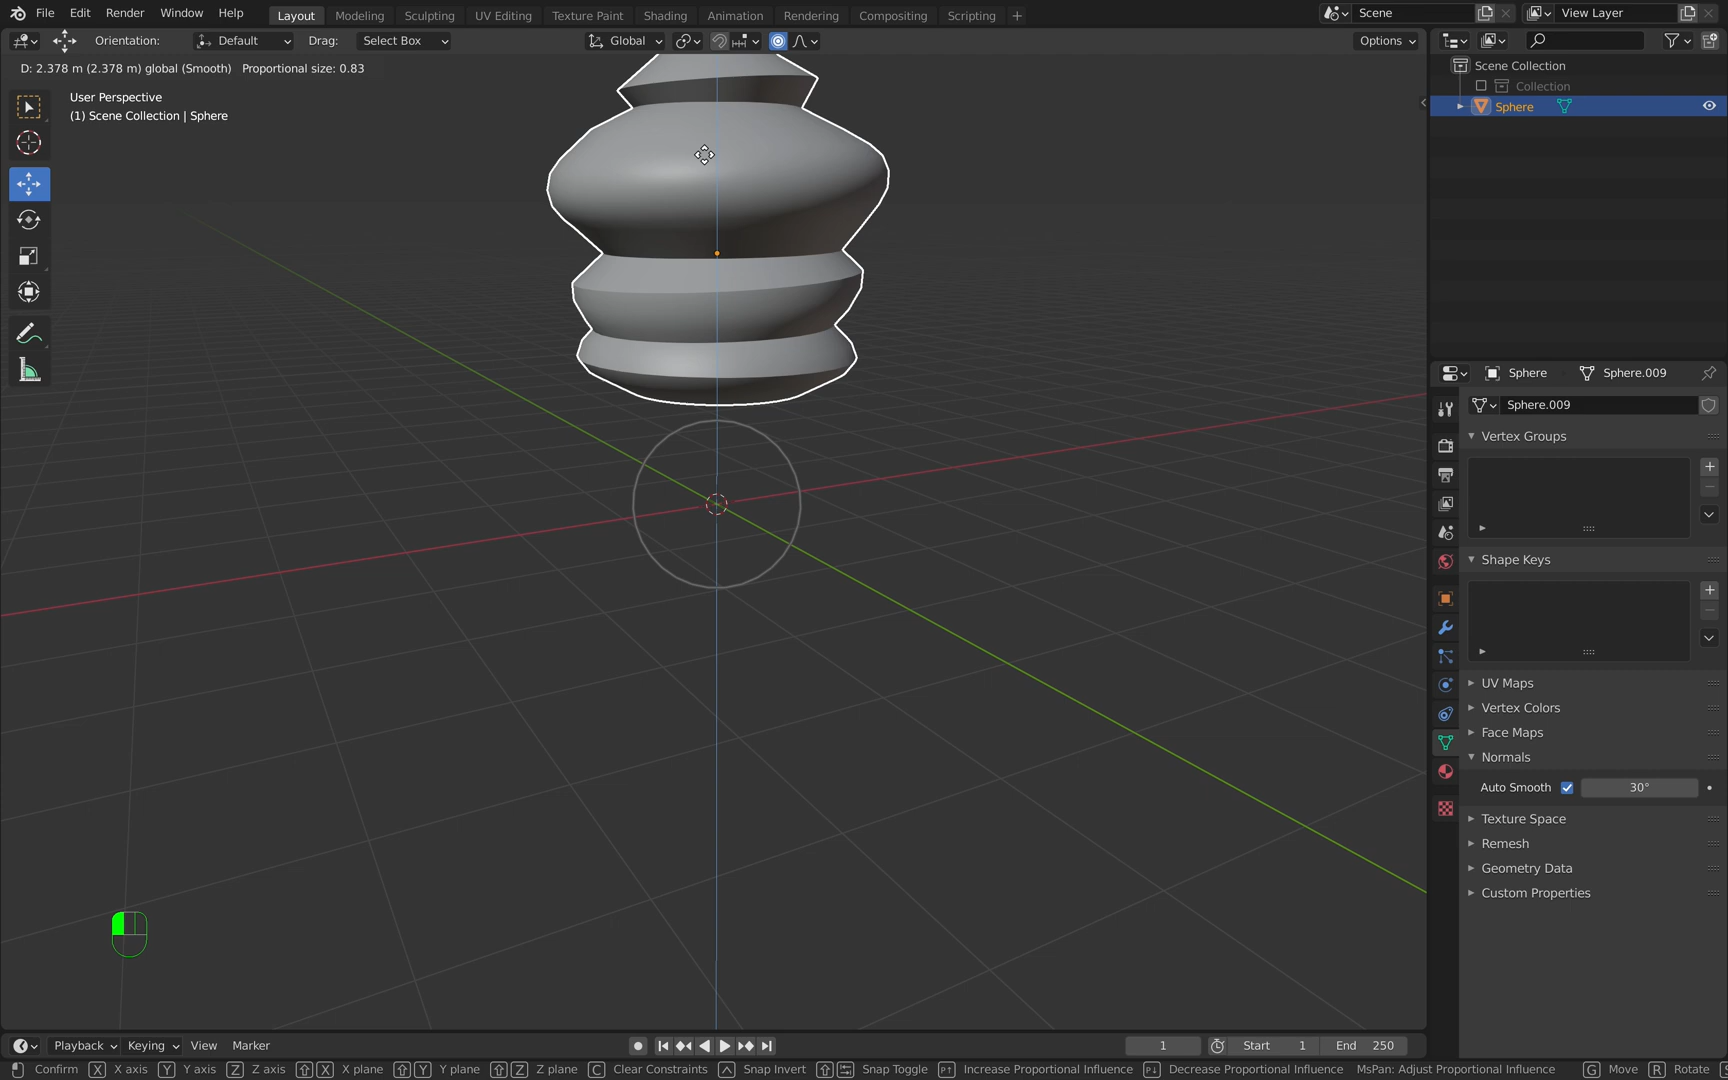 File Edit Render Window Help Layout Modeling Sculpting UV Editing Texture Paint Shading Animation Rendering Compositing Scripting + Scene View Layer
Orientation: Default Drag: Select Box Global Options
D: 2.378 m (2.378 m) global (Smooth) Proportional size: 0.83
User Perspective
(1) Scene Collection | Sphere
Scene Collection
Collection
Sphere
Sphere Sphere.009
Sphere.009
Vertex Groups
Shape Keys
UV Maps
Vertex Colors
Face Maps
Normals
Auto Smooth 30°
Texture Space
Remesh
Geometry Data
Custom Properties
Playback Keying View Marker 1 Start 1 End 250
Confirm X X axis Y Y axis Z Z axis X X plane Y Y plane Z Z plane C Clear Constraints Snap Invert Snap Toggle Increase Proportional Influence Decrease Proportional Influence MsPan: Adjust Proportional Influence G Move R Rotate